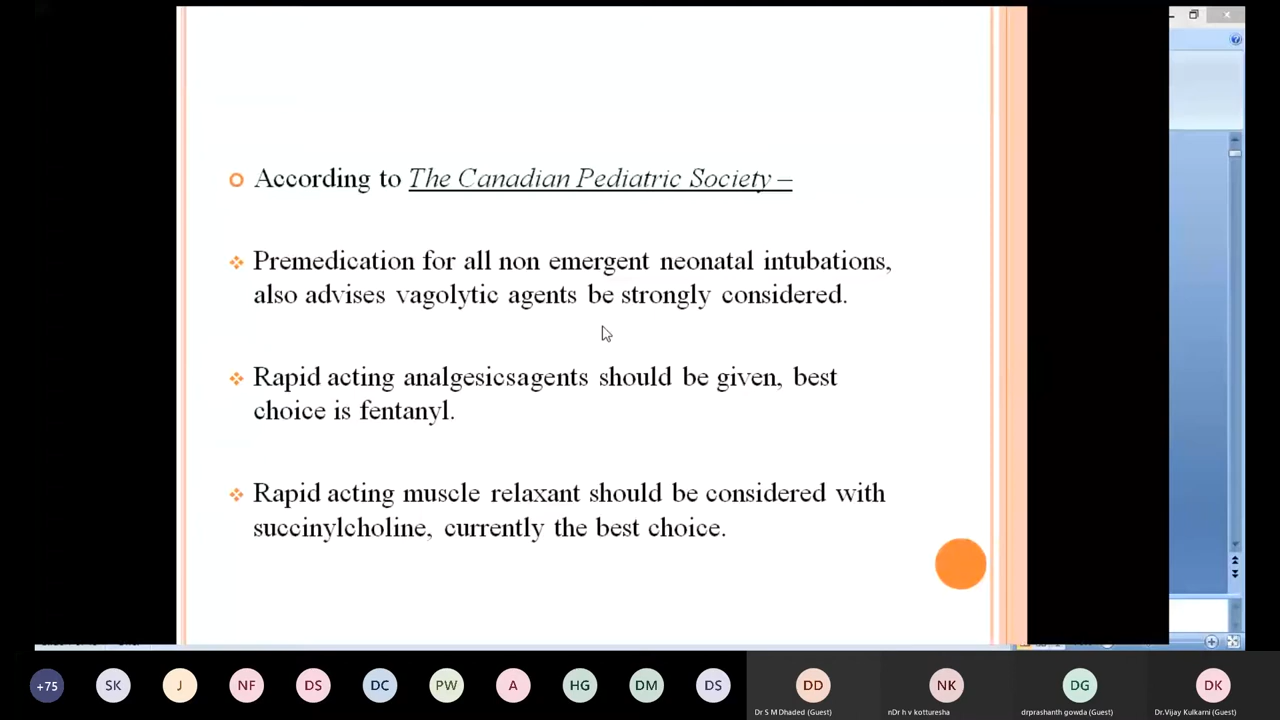 According to The Canadian Pediatric Society –
Premedication for all non emergent neonatal intubations,
also advises vagolytic agents be strongly considered.
Rapid acting analgesicsagents should be given, best
choice is fentanyl.
Rapid acting muscle relaxant should be considered with
succinylcholine, currently the best choice.
+75 SK J NF DS DC PW A HG DM DS DD NK DG DK
Dr S M Dhaded (Guest) nDr h v kotturesha drprashanth gowda (Guest) Dr.Vijay Kulkarni (Guest)